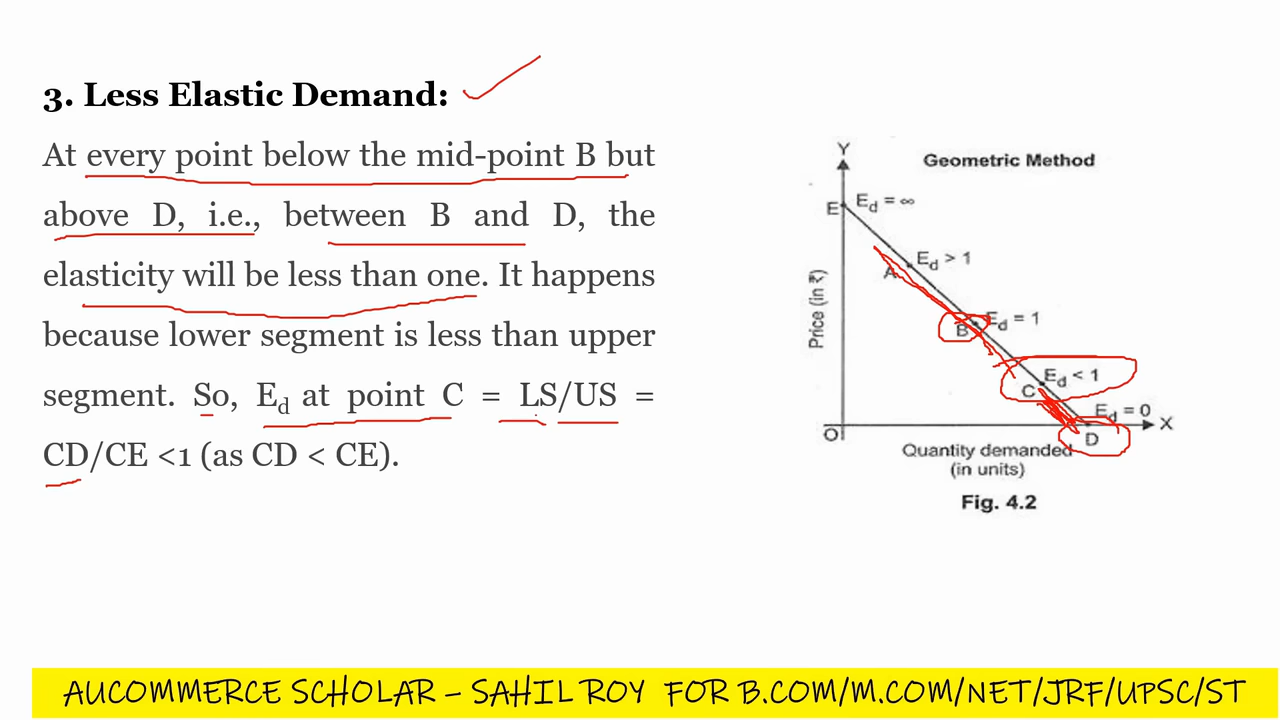 3. Less Elastic Demand:
At every point below the mid-point B but
above D, i.e., between B and D, the
elasticity will be less than one. It happens
because lower segment is less than upper
segment. So, Ed at point C = LS/US =
CD/CE <1 (as CD < CE).
Geometric Method
Y
E
Ed = ∞
Ed > 1
A
Ed = 1
B
Ed < 1
C
Ed = 0
D
X
O
Price (in ₹)
Quantity demanded
(in units)
Fig. 4.2
AUCOMMERCE SCHOLAR – SAHIL ROY FOR B.COM/M.COM/NET/JRF/UPSC/ST